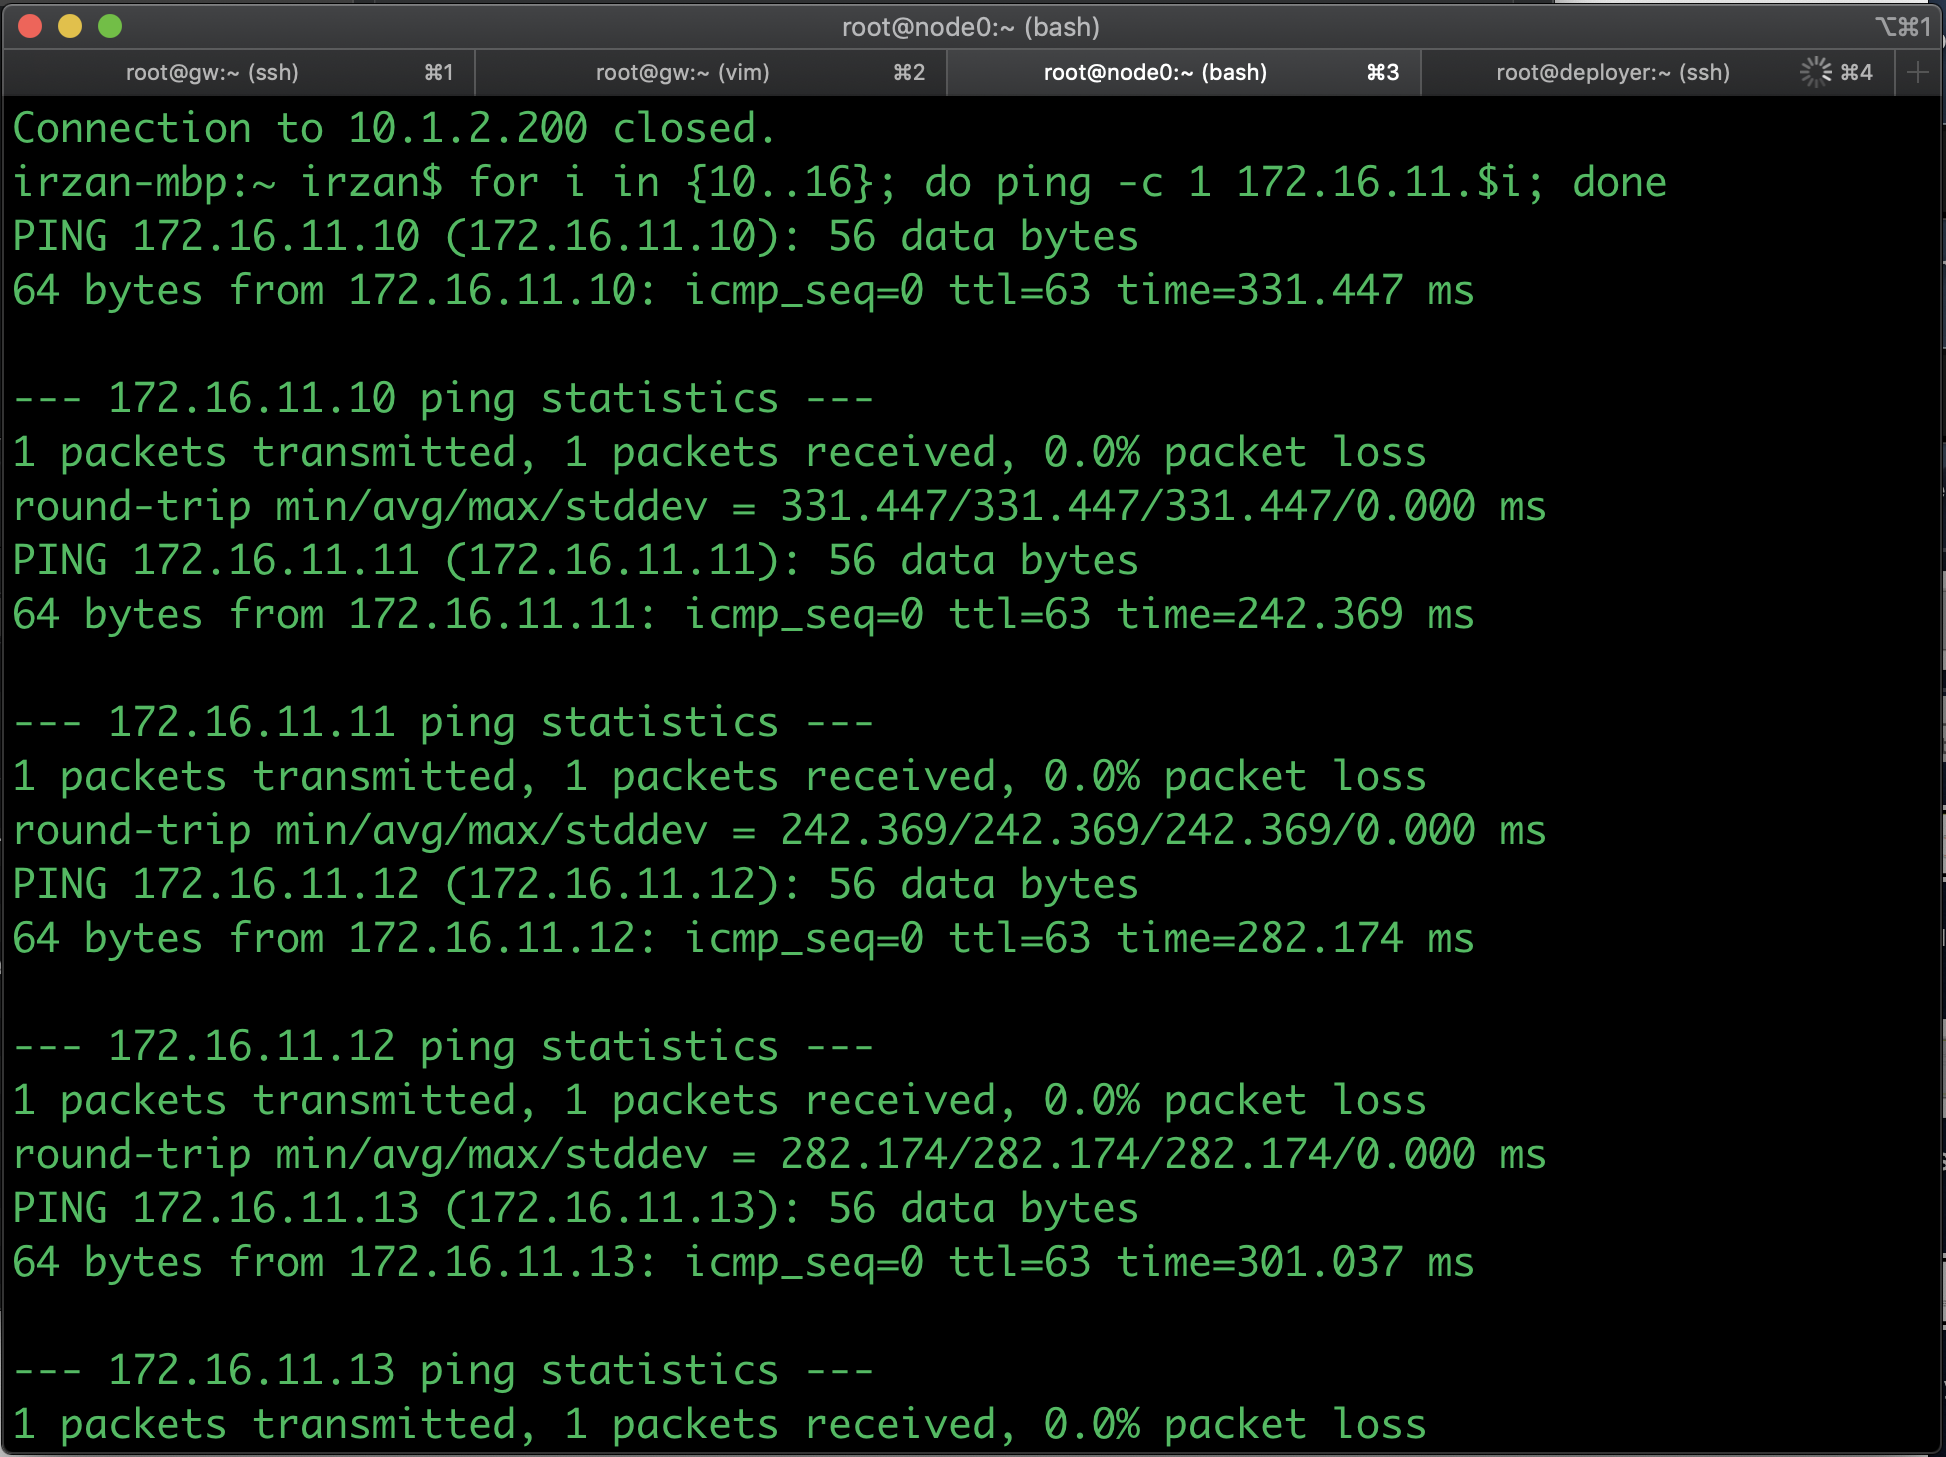 root@node0:~ (bash) ⌥⌘1
root@gw:~ (ssh) ⌘1 root@gw:~ (vim) ⌘2 root@node0:~ (bash) ⌘3 root@deployer:~ (ssh) ⌘4 +
Connection to 10.1.2.200 closed.
irzan-mbp:~ irzan$ for i in {10..16}; do ping -c 1 172.16.11.$i; done
PING 172.16.11.10 (172.16.11.10): 56 data bytes
64 bytes from 172.16.11.10: icmp_seq=0 ttl=63 time=331.447 ms
--- 172.16.11.10 ping statistics ---
1 packets transmitted, 1 packets received, 0.0% packet loss
round-trip min/avg/max/stddev = 331.447/331.447/331.447/0.000 ms
PING 172.16.11.11 (172.16.11.11): 56 data bytes
64 bytes from 172.16.11.11: icmp_seq=0 ttl=63 time=242.369 ms
--- 172.16.11.11 ping statistics ---
1 packets transmitted, 1 packets received, 0.0% packet loss
round-trip min/avg/max/stddev = 242.369/242.369/242.369/0.000 ms
PING 172.16.11.12 (172.16.11.12): 56 data bytes
64 bytes from 172.16.11.12: icmp_seq=0 ttl=63 time=282.174 ms
--- 172.16.11.12 ping statistics ---
1 packets transmitted, 1 packets received, 0.0% packet loss
round-trip min/avg/max/stddev = 282.174/282.174/282.174/0.000 ms
PING 172.16.11.13 (172.16.11.13): 56 data bytes
64 bytes from 172.16.11.13: icmp_seq=0 ttl=63 time=301.037 ms
--- 172.16.11.13 ping statistics ---
1 packets transmitted, 1 packets received, 0.0% packet loss